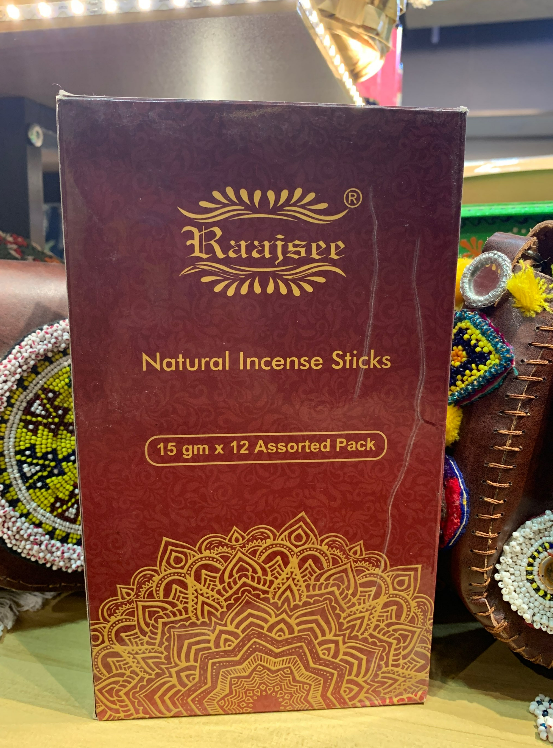 ®
Raajsee
Natural Incense Sticks
15 gm x 12 Assorted Pack